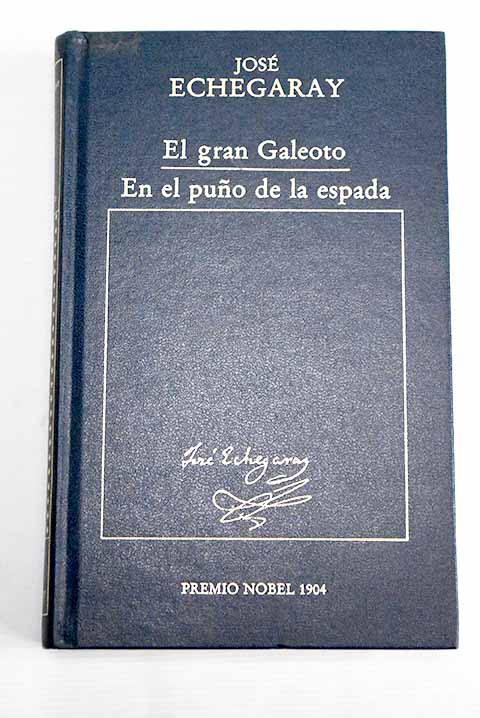 JOSÉ
ECHEGARAY
El gran Galeoto
En el puño de la espada
José Echegaray
PREMIO NOBEL 1904